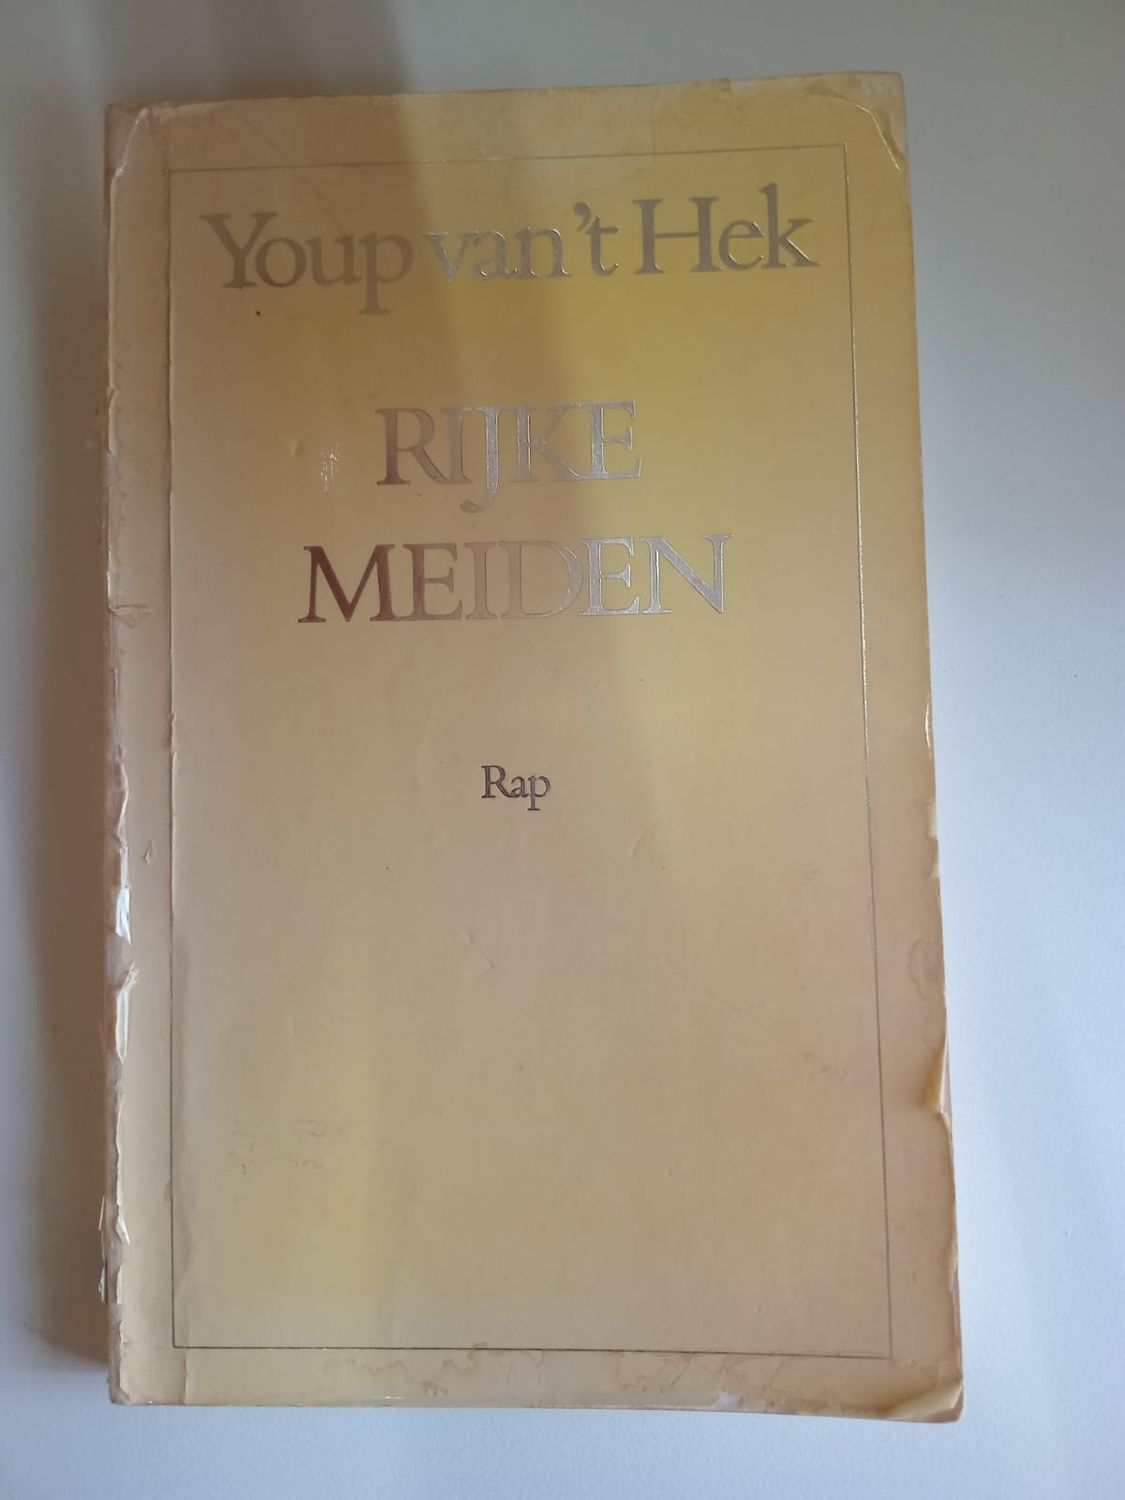 Youp van 't Hek
RIJKE
MEIDEN
Rap